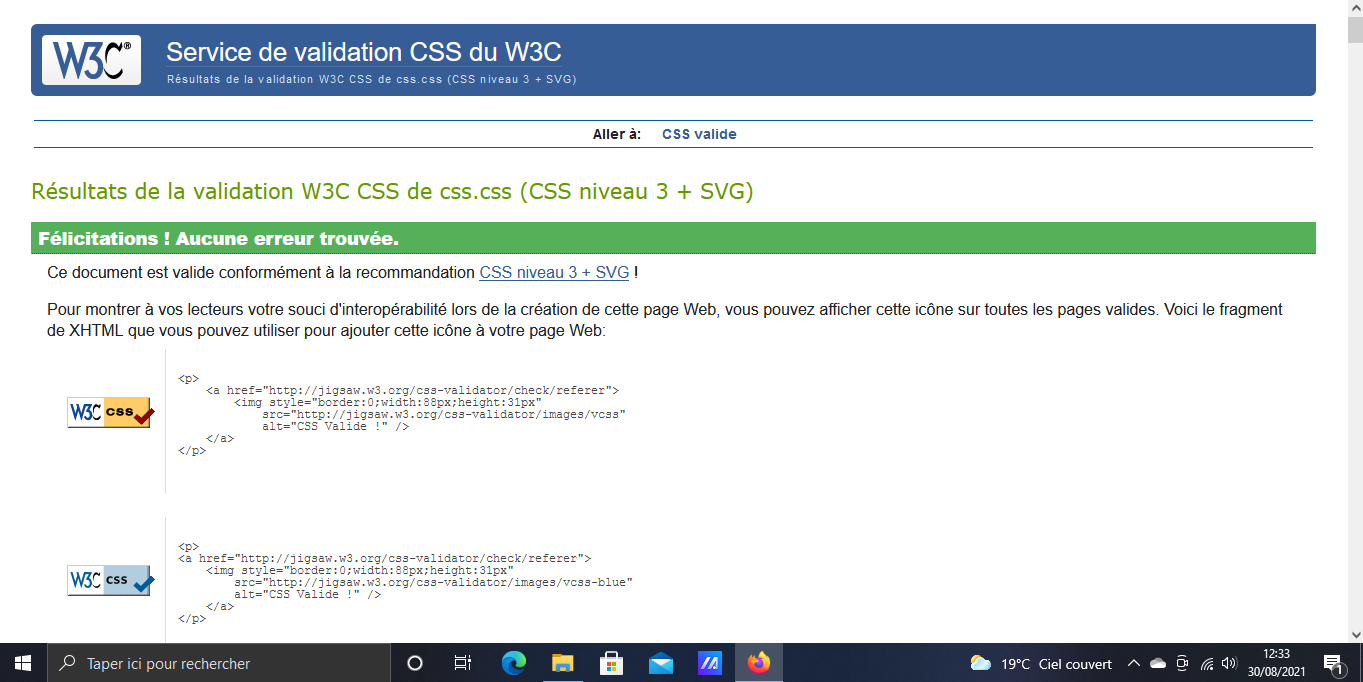 W3C®
Service de validation CSS du W3C
Résultats de la validation W3C CSS de css.css (CSS niveau 3 + SVG)
Aller à: CSS valide
Résultats de la validation W3C CSS de css.css (CSS niveau 3 + SVG)
Félicitations ! Aucune erreur trouvée.
Ce document est valide conformément à la recommandation CSS niveau 3 + SVG !
Pour montrer à vos lecteurs votre souci d'interopérabilité lors de la création de cette page Web, vous pouvez afficher cette icône sur toutes les pages valides. Voici le fragment
de XHTML que vous pouvez utiliser pour ajouter cette icône à votre page Web:
W3C css
<p>
<a href="http://jigsaw.w3.org/css-validator/check/referer">
<img style="border:0;width:88px;height:31px"
src="http://jigsaw.w3.org/css-validator/images/vcss"
alt="CSS Valide !" />
</a>
</p>
W3C css
<p>
<a href="http://jigsaw.w3.org/css-validator/check/referer">
<img style="border:0;width:88px;height:31px"
src="http://jigsaw.w3.org/css-validator/images/vcss-blue"
alt="CSS Valide !" />
</a>
</p>
Taper ici pour rechercher
19°C Ciel couvert
12:33
30/08/2021
1